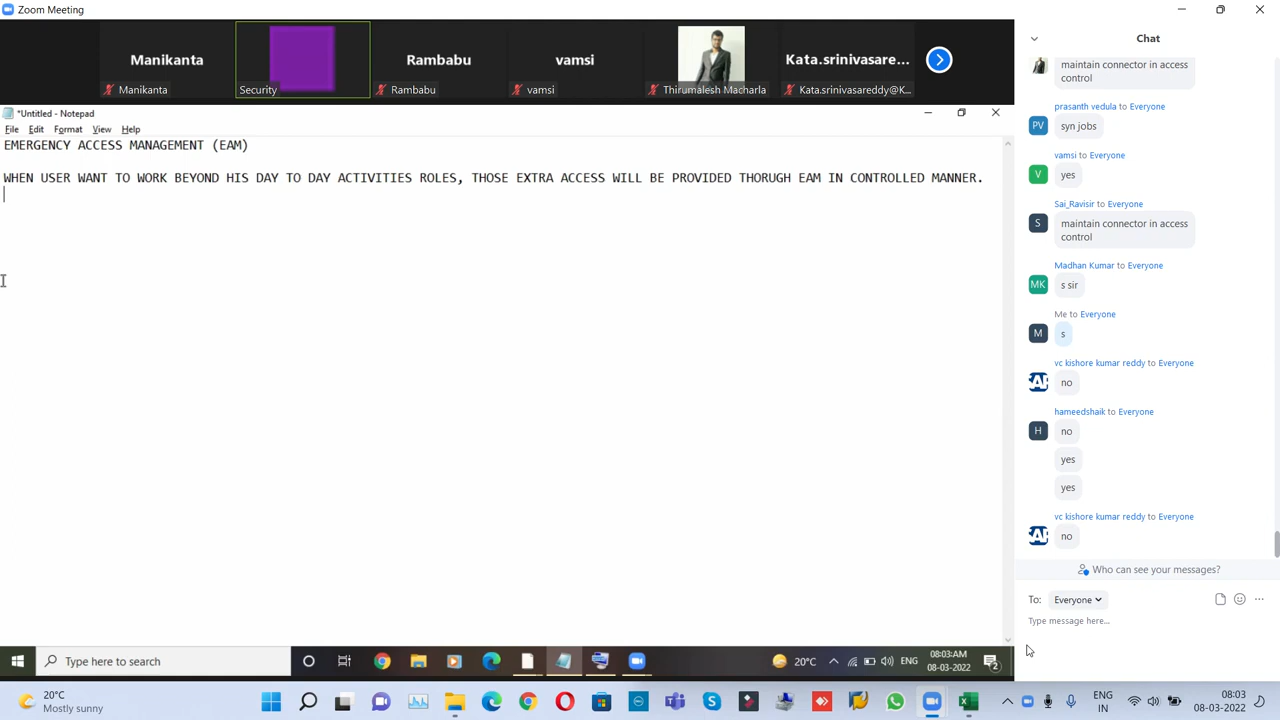 Zoom Meeting
Manikanta
Manikanta
Security
Rambabu
Rambabu
vamsi
vamsi
Thirumalesh Macharla
Kata.srinivasare...
Kata.srinivasareddy@K...
*Untitled - Notepad
File Edit Format View Help
EMERGENCY ACCESS MANAGEMENT (EAM)
WHEN USER WANT TO WORK BEYOND HIS DAY TO DAY ACTIVITIES ROLES, THOSE EXTRA ACCESS WILL BE PROVIDED THORUGH EAM IN CONTROLLED MANNER.
Type here to search
20°C
ENG
08:03:AM
08-03-2022
2
Chat
maintain connector in access
control
prasanth vedula to Everyone
PV
syn jobs
vamsi to Everyone
V
yes
Sai_Ravisir to Everyone
S
maintain connector in access
control
Madhan Kumar to Everyone
MK
s sir
Me to Everyone
M
s
vc kishore kumar reddy to Everyone
no
hameedshaik to Everyone
H
no
yes
yes
vc kishore kumar reddy to Everyone
no
Who can see your messages?
To: Everyone
Type message here...
20°C
Mostly sunny
ENG
IN
08:03
08-03-2022